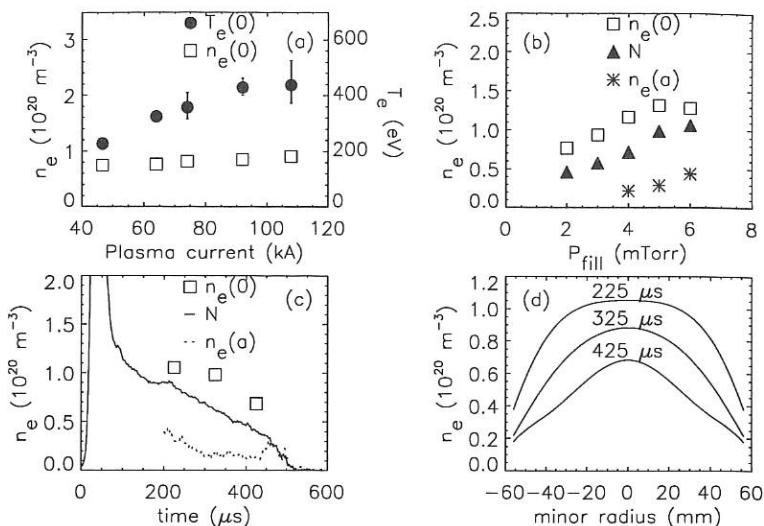 T_e(0)
n_e(0)
(a)
n_e (10^20 m^-3)
T_e (eV)
0
1
2
3
0
200
400
600
40 60 80 100 120
Plasma current (kA)
(b)
n_e(0)
N
n_e(a)
n_e (10^20 m^-3)
2.5
2.0
1.5
1.0
0.5
0.0
0 2 4 6 8
P_fill (mTorr)
(c)
n_e(0)
N
n_e(a)
n_e (10^20 m^-3)
2.0
1.5
1.0
0.5
0.0
0 200 400 600
time (μs)
(d)
225 μs
325 μs
425 μs
n_e (10^20 m^-3)
1.2
1.0
0.8
0.6
0.4
0.2
0.0
-60 -40 -20 0 20 40 60
minor radius (mm)